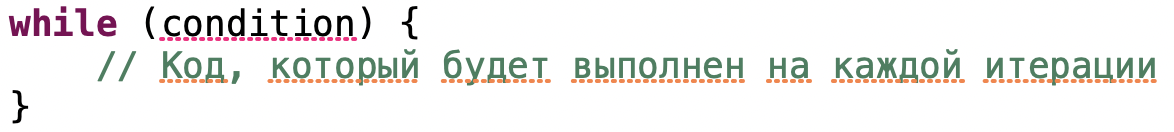 while (condition) {
    // Код, который будет выполнен на каждой итерации
}